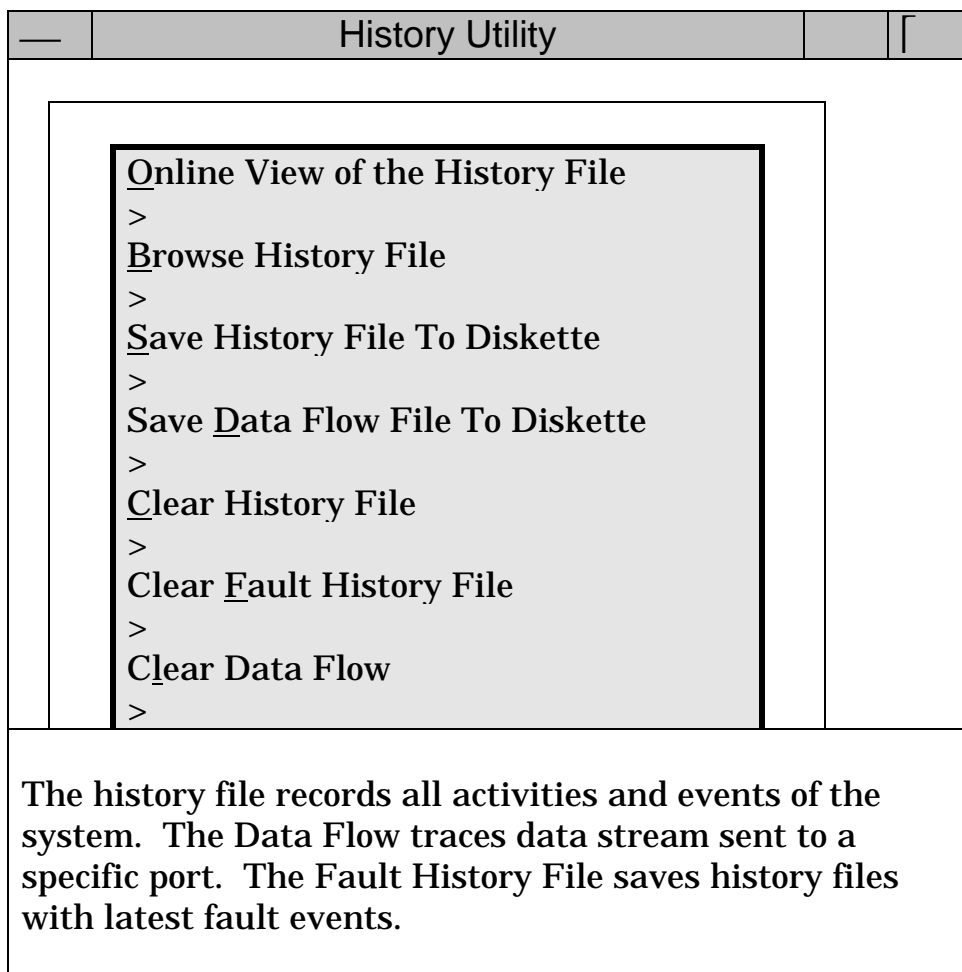 History Utility
Online View of the History File
>
Browse History File
>
Save History File To Diskette
>
Save Data Flow File To Diskette
>
Clear History File
>
Clear Fault History File
>
Clear Data Flow
>
The history file records all activities and events of the
system.  The Data Flow traces data stream sent to a
specific port.  The Fault History File saves history files
with latest fault events.